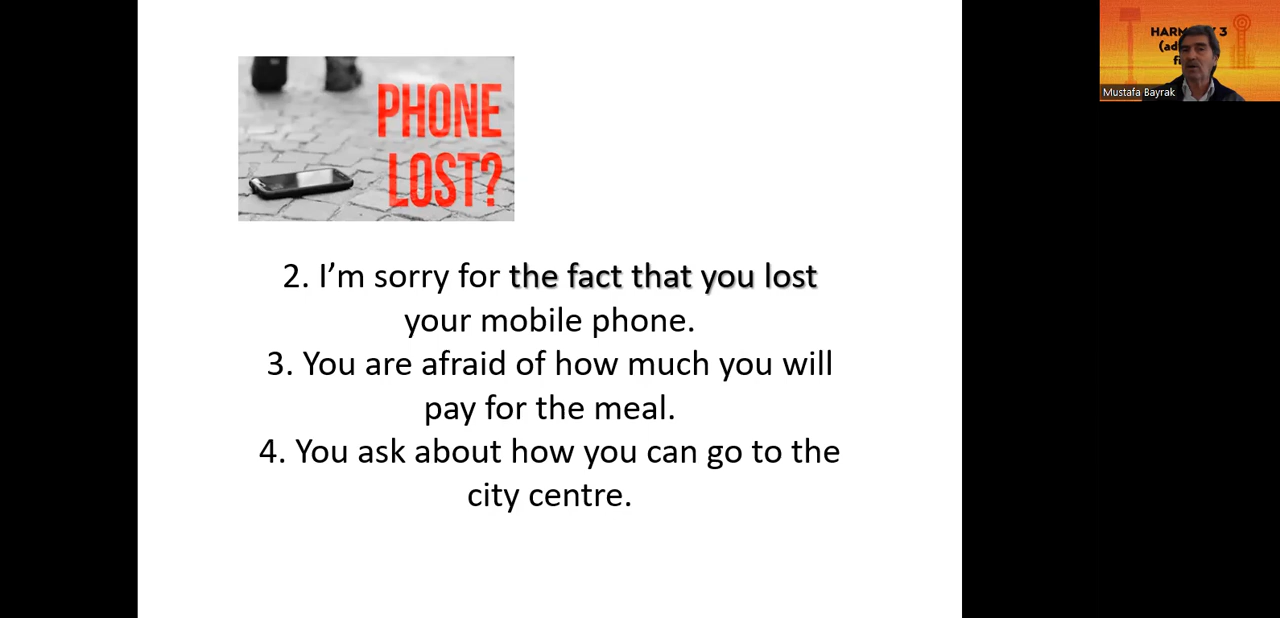 PHONE
LOST?
2. I'm sorry for the fact that you lost
your mobile phone.
3. You are afraid of how much you will
pay for the meal.
4. You ask about how you can go to the
city centre.
3
Mustafa Bayrak